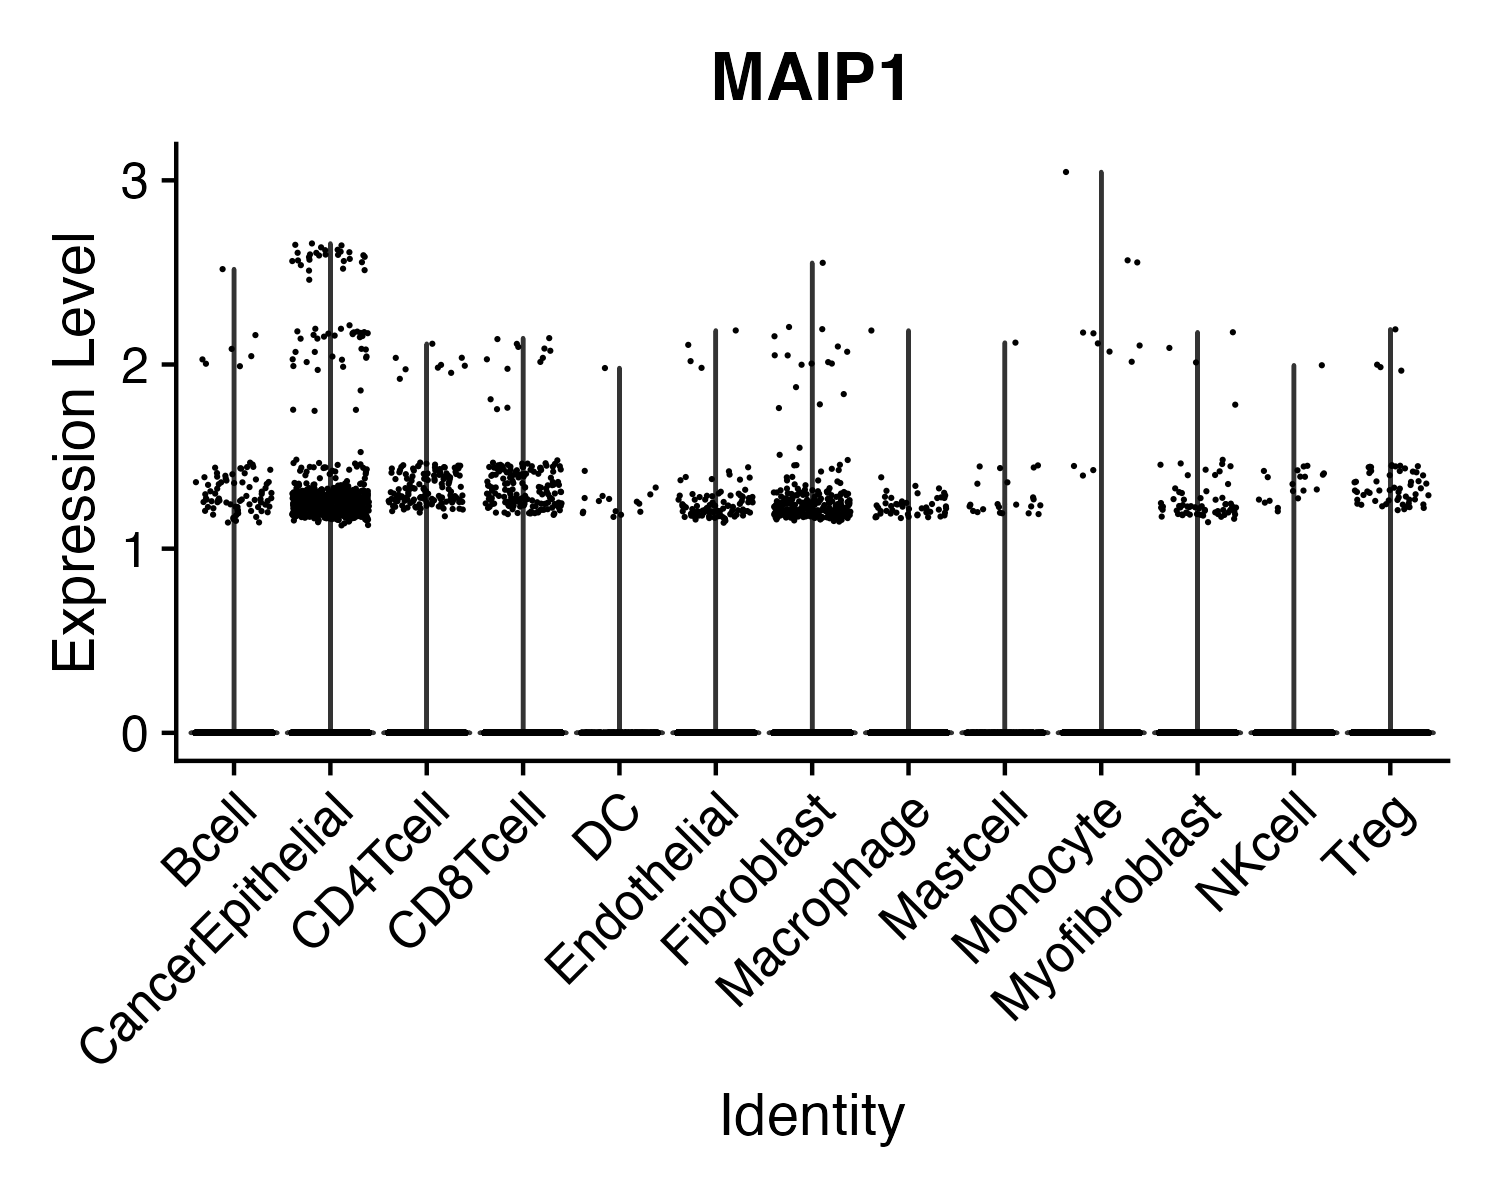 MAIP1
Expression Level
3
2
1
0
Bcell
CancerEpithelial
CD4Tcell
CD8Tcell
DC
Endothelial
Fibroblast
Macrophage
Mastcell
Monocyte
Myofibroblast
NKcell
Treg
Identity